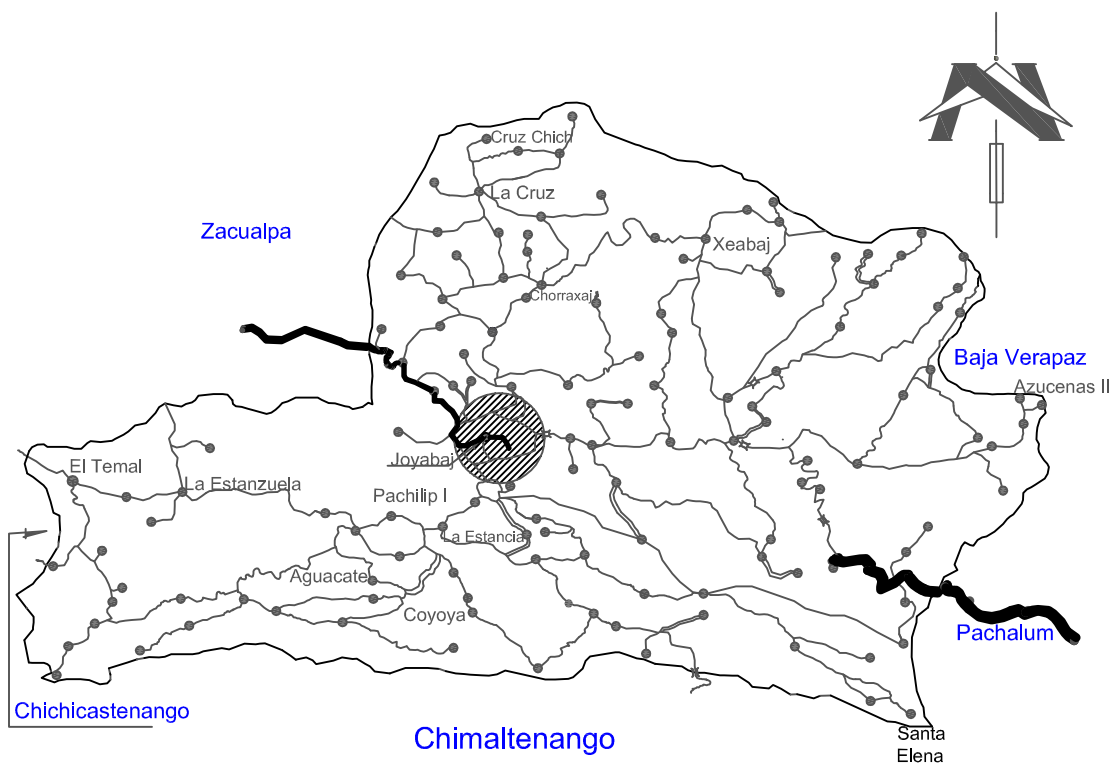 Cruz Chich
La Cruz
Zacualpa
Xeabaj
Chorraxaj
Baja Verapaz
Azucenas II
Joyabaj
El Temal
La Estanzuela
Pachilip I
La Estancia
Aguacate
Coyoya
Pachalum
Chichicastenango
Chimaltenango
Santa
Elena